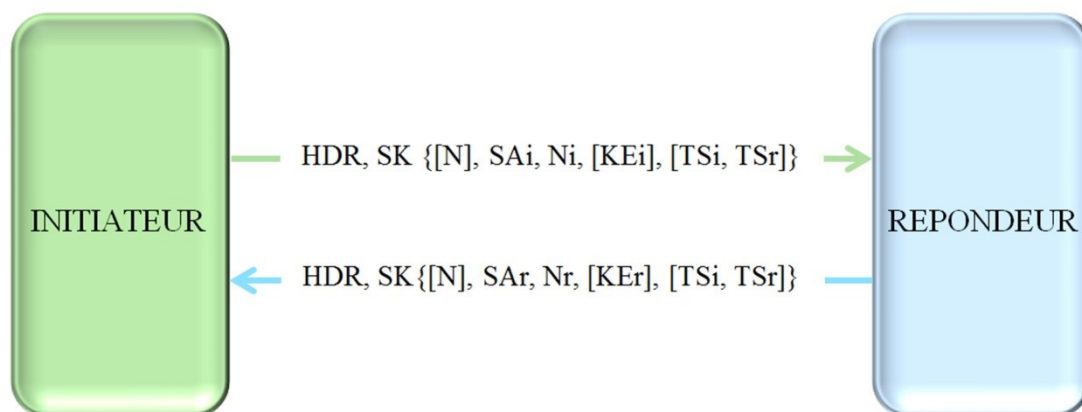 HDR, SK {[N], SAi, Ni, [KEi], [TSi, TSr]}
INITIATEUR
REPONDEUR
HDR, SK{[N], SAr, Nr, [KEr], [TSi, TSr]}